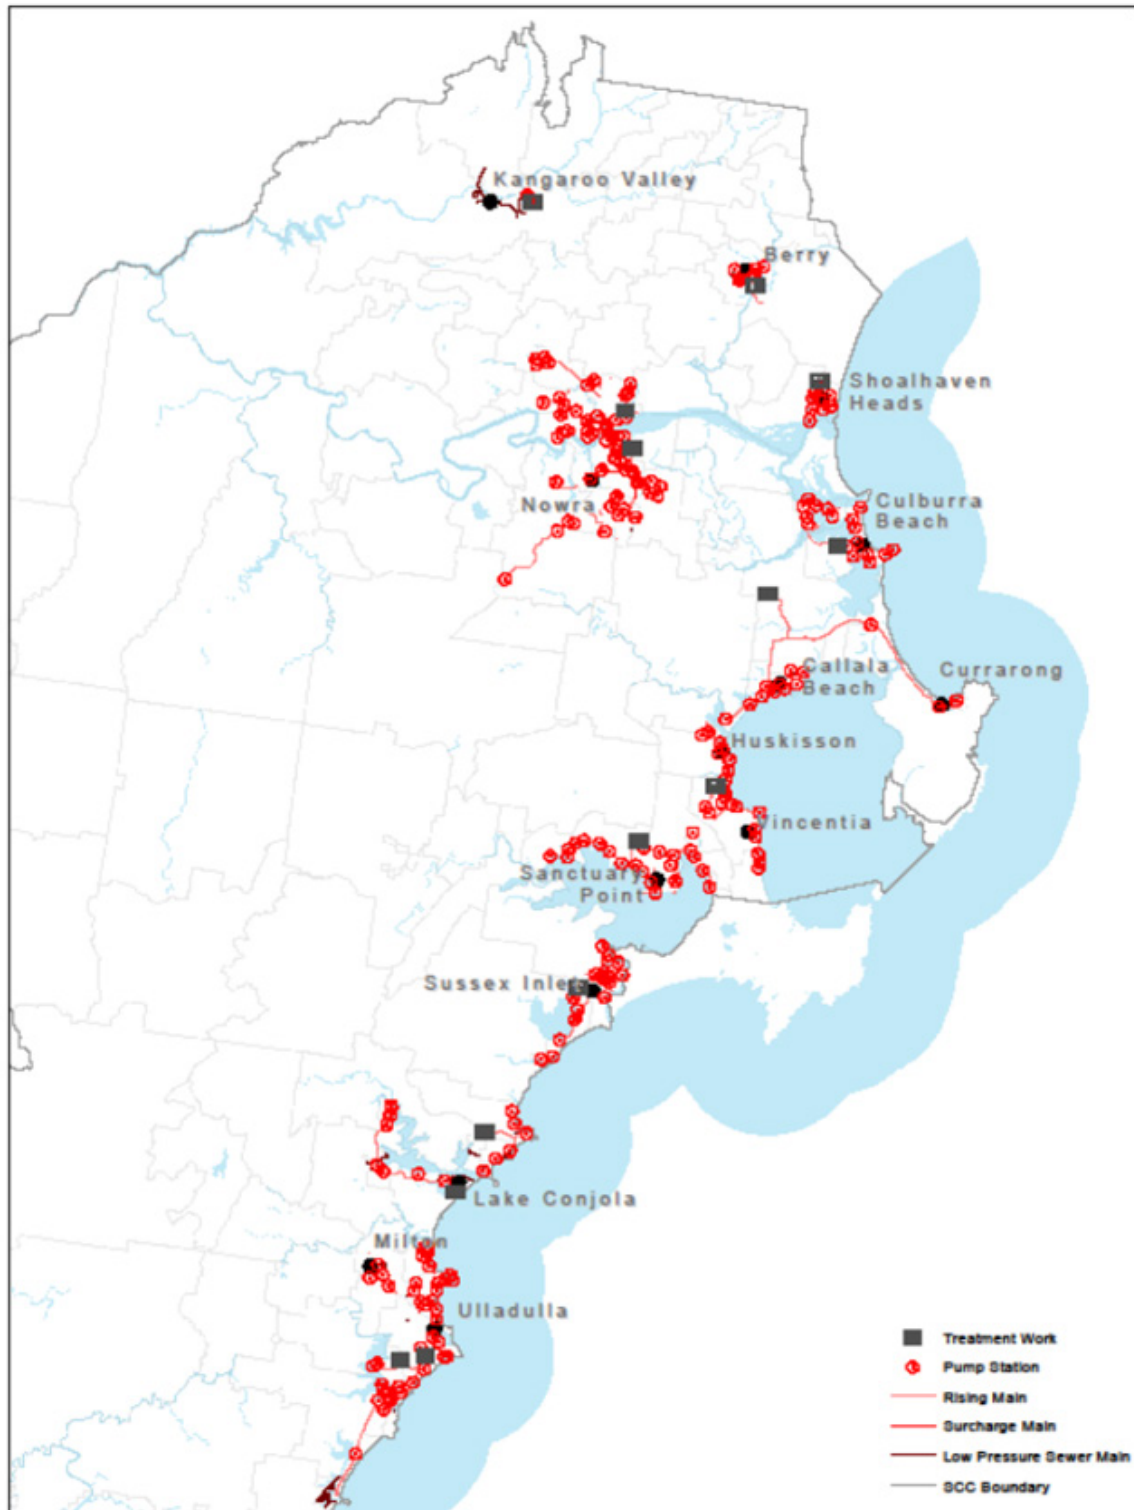 Kangaroo Valley
Berry
Shoalhaven
Heads
Culburra
Beach
Nowra
Callala
Beach
Currarong
Huskisson
Vincentia
Sanctuary
Point
Sussex Inlet
Lake Conjola
Milton
Ulladulla
Treatment Work
Pump Station
Rising Main
Surcharge Main
Low Pressure Sewer Main
SCC Boundary